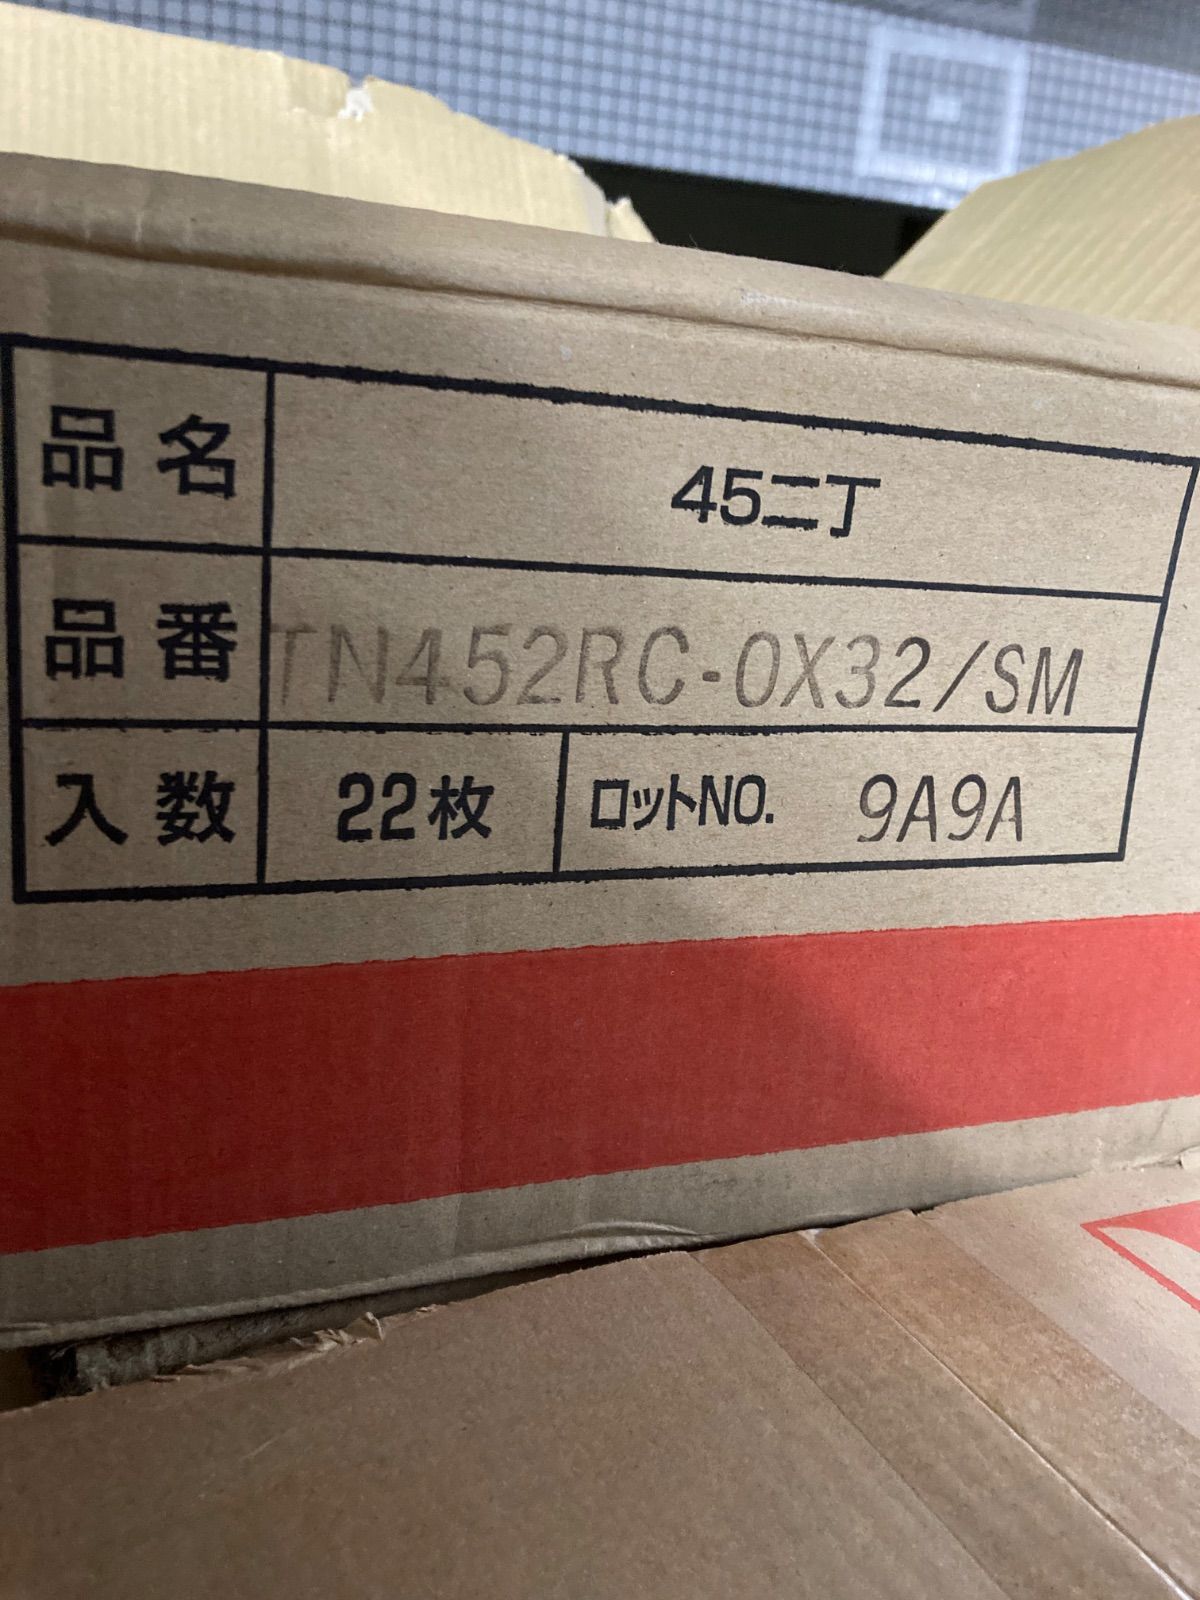 品名 45二丁
品番 TN452RC-0X32/SM
入数 22枚 ロットNO. 9A9A